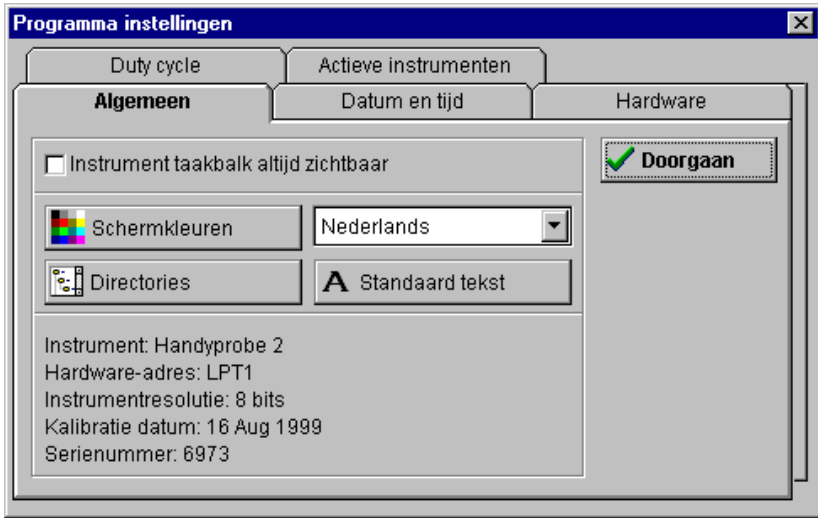 Programma instellingen
Duty cycle
Actieve instrumenten
Algemeen
Datum en tijd
Hardware
Instrument taakbalk altijd zichtbaar
Doorgaan
Schermkleuren
Nederlands
Directories
A Standaard tekst
Instrument: Handyprobe 2
Hardware-adres: LPT1
Instrumentresolutie: 8 bits
Kalibratie datum: 16 Aug 1999
Serienummer: 6973